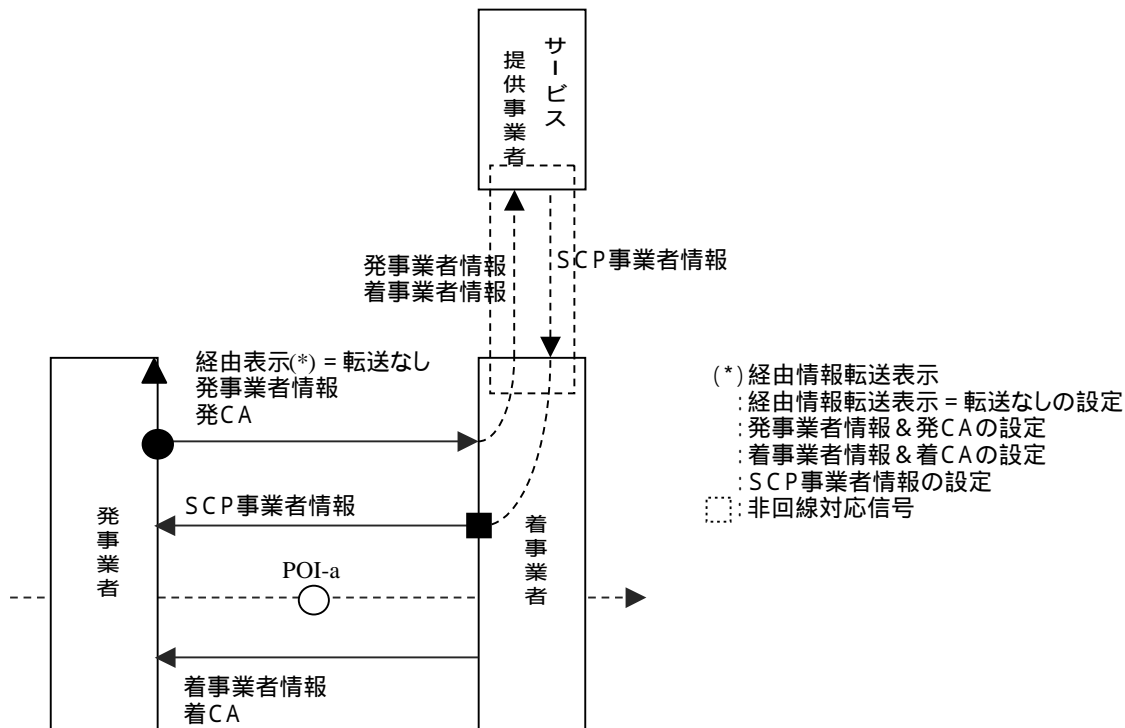 サービス
提供事業者
発事業者情報
着事業者情報
SCP事業者情報
経由表示(*) = 転送なし
発事業者情報
発CA
SCP事業者情報
発事業者
着事業者
POI-a
着事業者情報
着CA
(*)経由情報転送表示
:経由情報転送表示 = 転送なしの設定
:発事業者情報 & 発CAの設定
:着事業者情報 & 着CAの設定
:SCP事業者情報の設定
:非回線対応信号